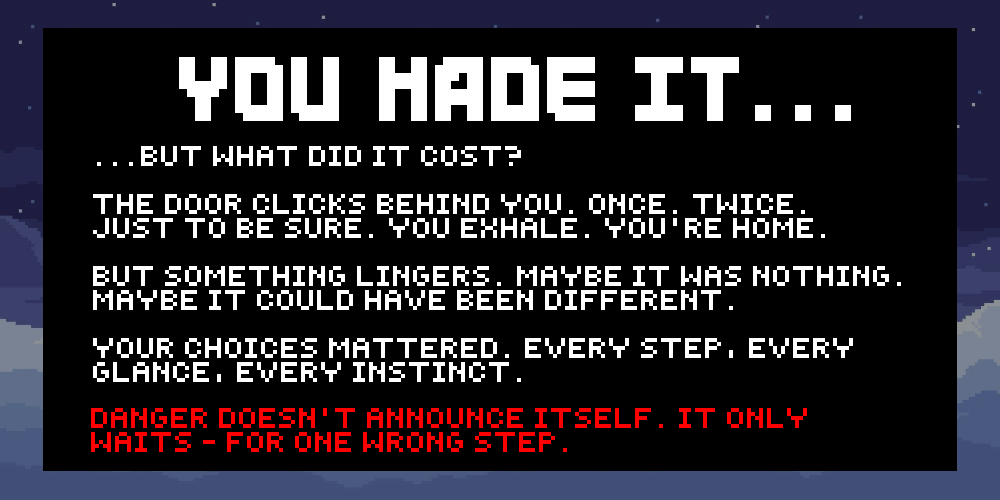 YOU HADE IT...
...BUT WHAT DID IT COST?
THE DOOR CLICKS BEHIND YOU. ONCE. TWICE,
JUST TO BE SURE. YOU EXHALE. YOU'RE HOME.
BUT SOMETHING LINGERS. MAYBE IT WAS NOTHING.
MAYBE IT COULD HAVE BEEN DIFFERENT.
YOUR CHOICES MATTERED. EVERY STEP, EVERY
GLANCE, EVERY INSTINCT.
DANGER DOESN'T ANNOUNCE ITSELF. IT ONLY
WAITS - FOR ONE WRONG STEP.